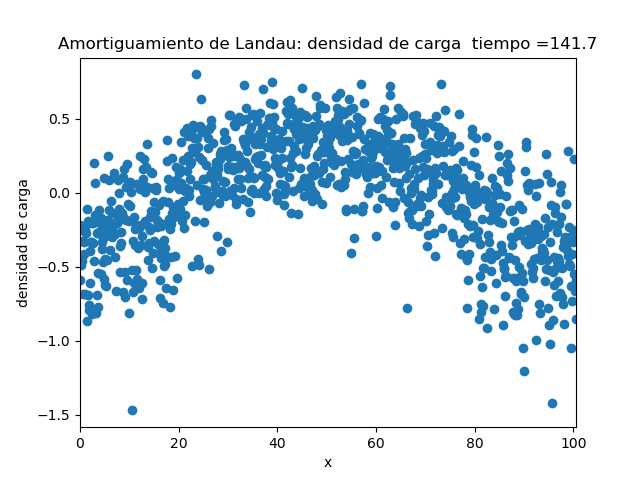 Amortiguamiento de Landau: densidad de carga  tiempo =141.7
densidad de carga
0.5
0.0
−0.5
−1.0
−1.5
0 20 40 60 80 100
x